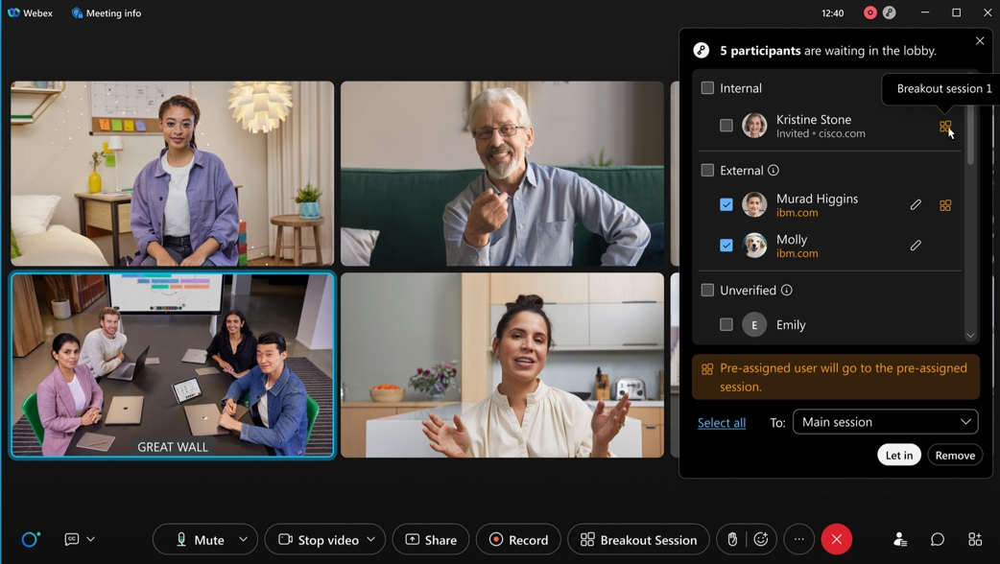 Webex
Meeting info
12:40
5 participants are waiting in the lobby.
Internal
Breakout session 1
Kristine Stone
Invited • cisco.com
External
Murad Higgins
ibm.com
Molly
ibm.com
Unverified
E
Emily
Pre-assigned user will go to the pre-assigned
session.
Select all
To:
Main session
Let in
Remove
GREAT WALL
CC
Mute
Stop video
Share
Record
Breakout Session